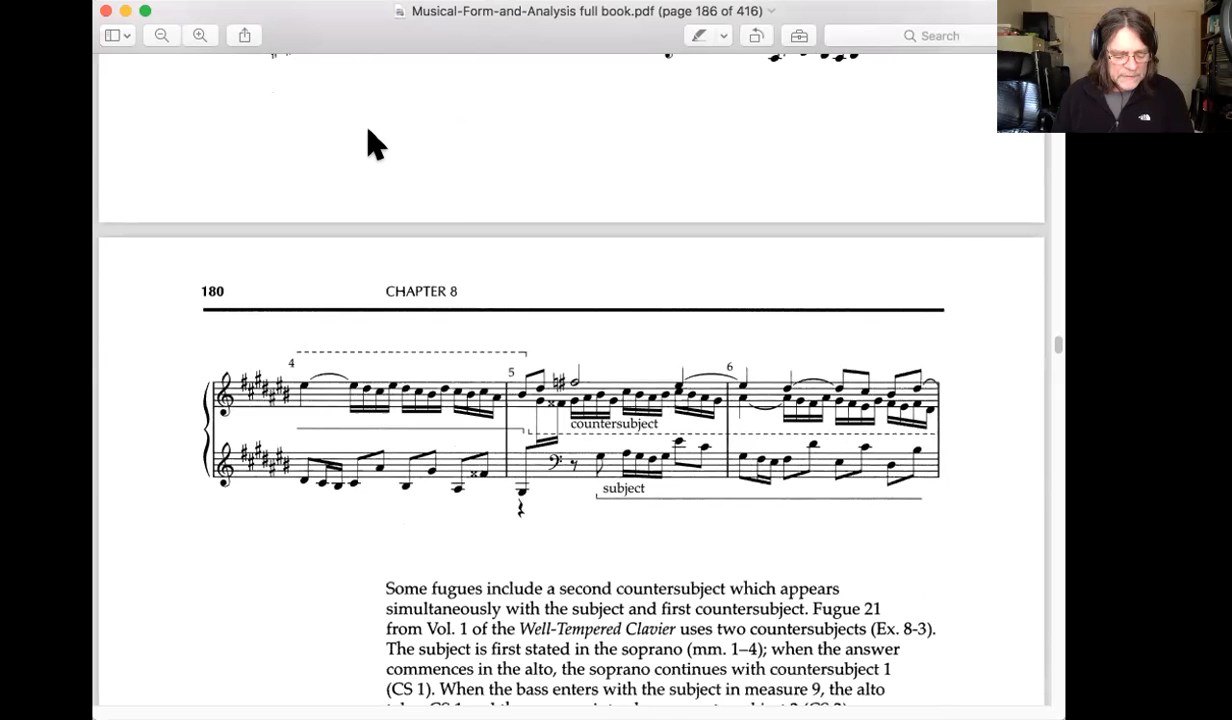 Musical-Form-and-Analysis full book.pdf (page 186 of 416)
Search
180 CHAPTER 8
4
5
6
countersubject
subject
Some fugues include a second countersubject which appears
simultaneously with the subject and first countersubject. Fugue 21
from Vol. 1 of the Well-Tempered Clavier uses two countersubjects (Ex. 8-3).
The subject is first stated in the soprano (mm. 1–4); when the answer
commences in the alto, the soprano continues with countersubject 1
(CS 1). When the bass enters with the subject in measure 9, the alto